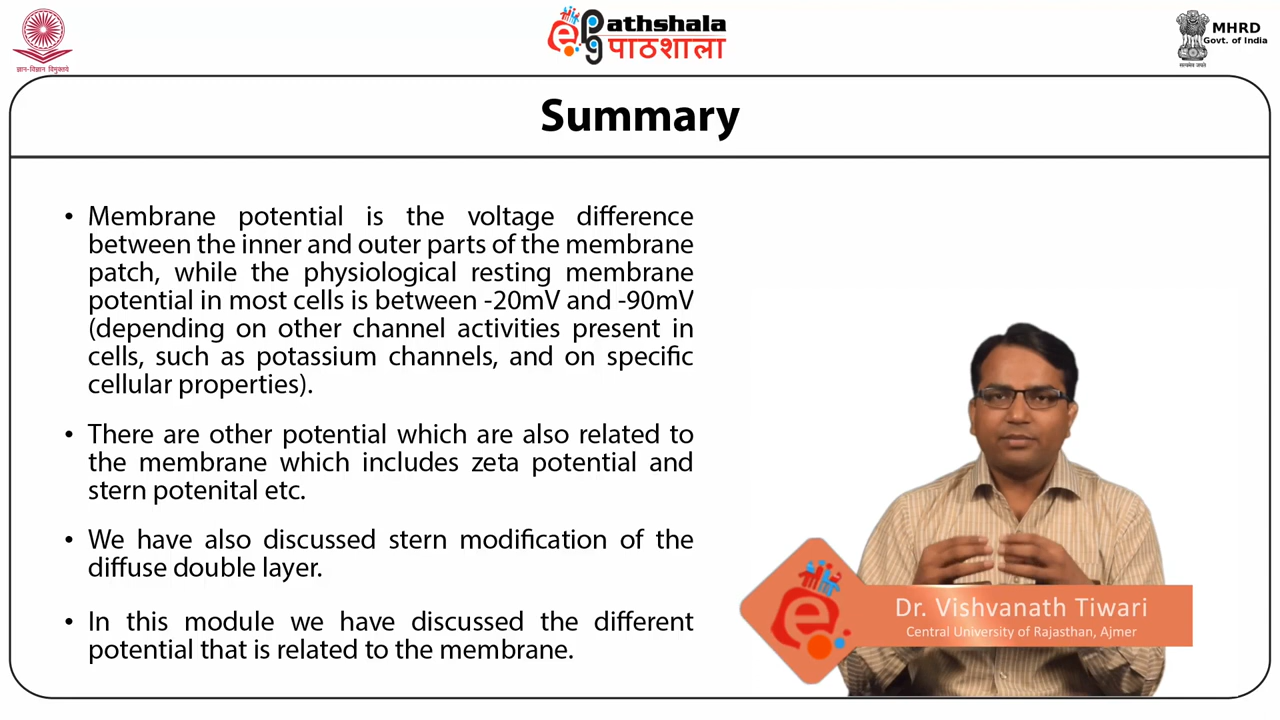 ज्ञान-विज्ञान विमुक्तये
epg athshala
पाठशाला
MHRD
Govt. of India
सत्यमेव जयते
Summary
• Membrane potential is the voltage difference
between the inner and outer parts of the membrane
patch, while the physiological resting membrane
potential in most cells is between -20mV and -90mV
(depending on other channel activities present in
cells, such as potassium channels, and on specific
cellular properties).
• There are other potential which are also related to
the membrane which includes zeta potential and
stern potenital etc.
• We have also discussed stern modification of the
diffuse double layer.
• In this module we have discussed the different
potential that is related to the membrane.
e
Dr. Vishvanath Tiwari
Central University of Rajasthan, Ajmer